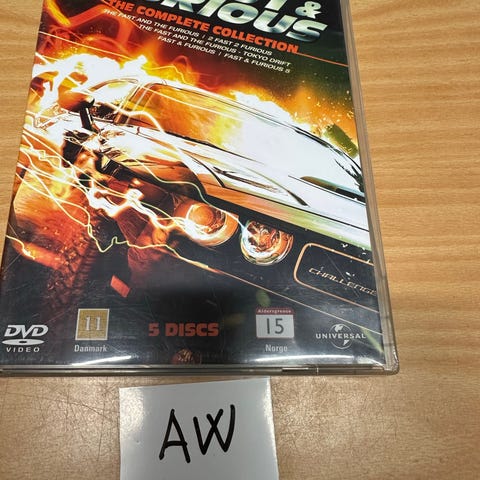 &
FURIOUS
THE COMPLETE COLLECTION
THE FAST AND THE FURIOUS | 2 FAST 2 FURIOUS
THE FAST AND THE FURIOUS - TOKYO DRIFT
FAST & FURIOUS | FAST & FURIOUS 5
CHALLENGER
DVD
VIDEO
11
Danmark
5 DISCS
Aldersgrense
15
Norge
UNIVERSAL
AW